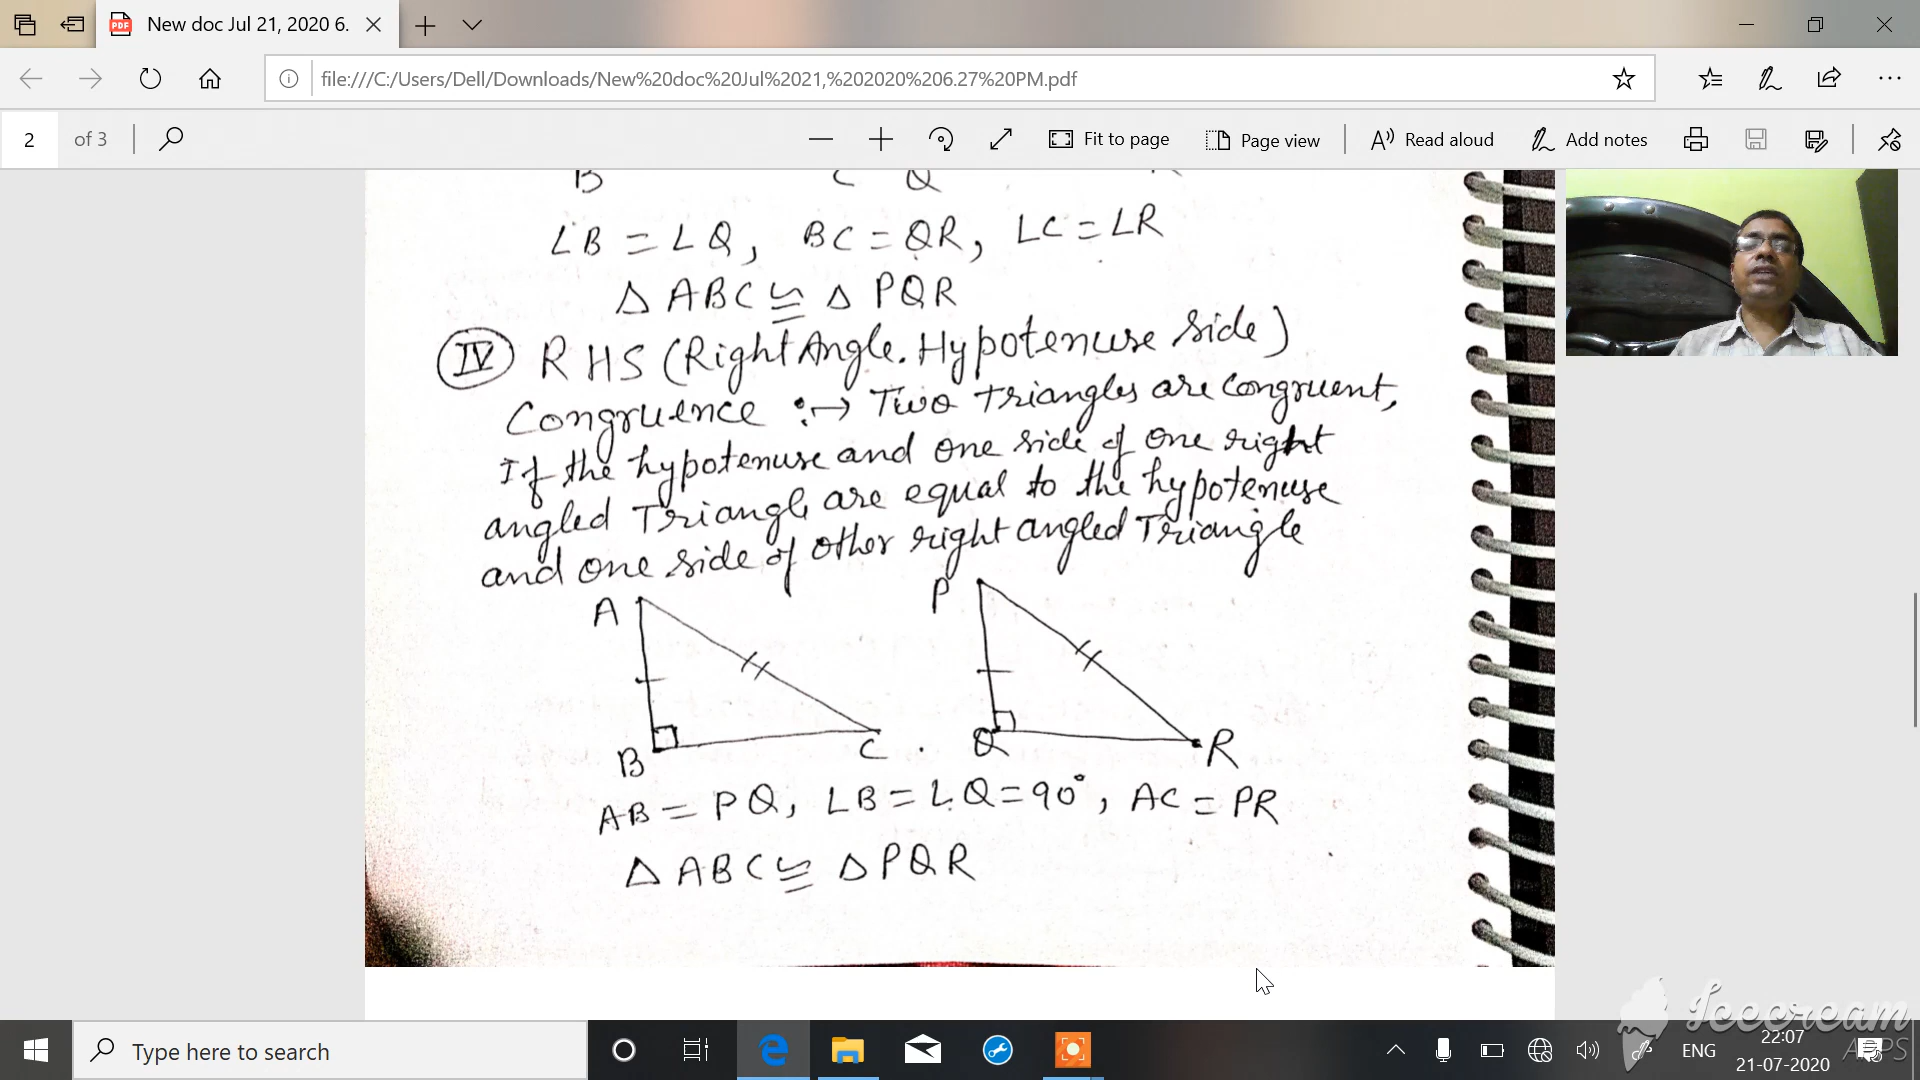 New doc Jul 21, 2020 6.
file:///C:/Users/Dell/Downloads/New%20doc%20Jul%2021,%202020%206.27%20PM.pdf
2 of 3 Fit to page Page view Read aloud Add notes
B C Q
∠B = ∠Q, BC = QR, ∠C = ∠R
Δ ABC ≅ Δ PQR
IV RHS (Right Angle. Hypotenuse side)
Congruence :→ Two triangles are congruent,
If the hypotenuse and one side of one right
angled Triangle are equal to the hypotenuse
and one side of other right angled Triangle
A P
B C Q R
AB = PQ, ∠B = ∠Q = 90°, AC = PR
Δ ABC ≅ Δ PQR
Icecream
APPS
Type here to search
ENG
22:07
21-07-2020